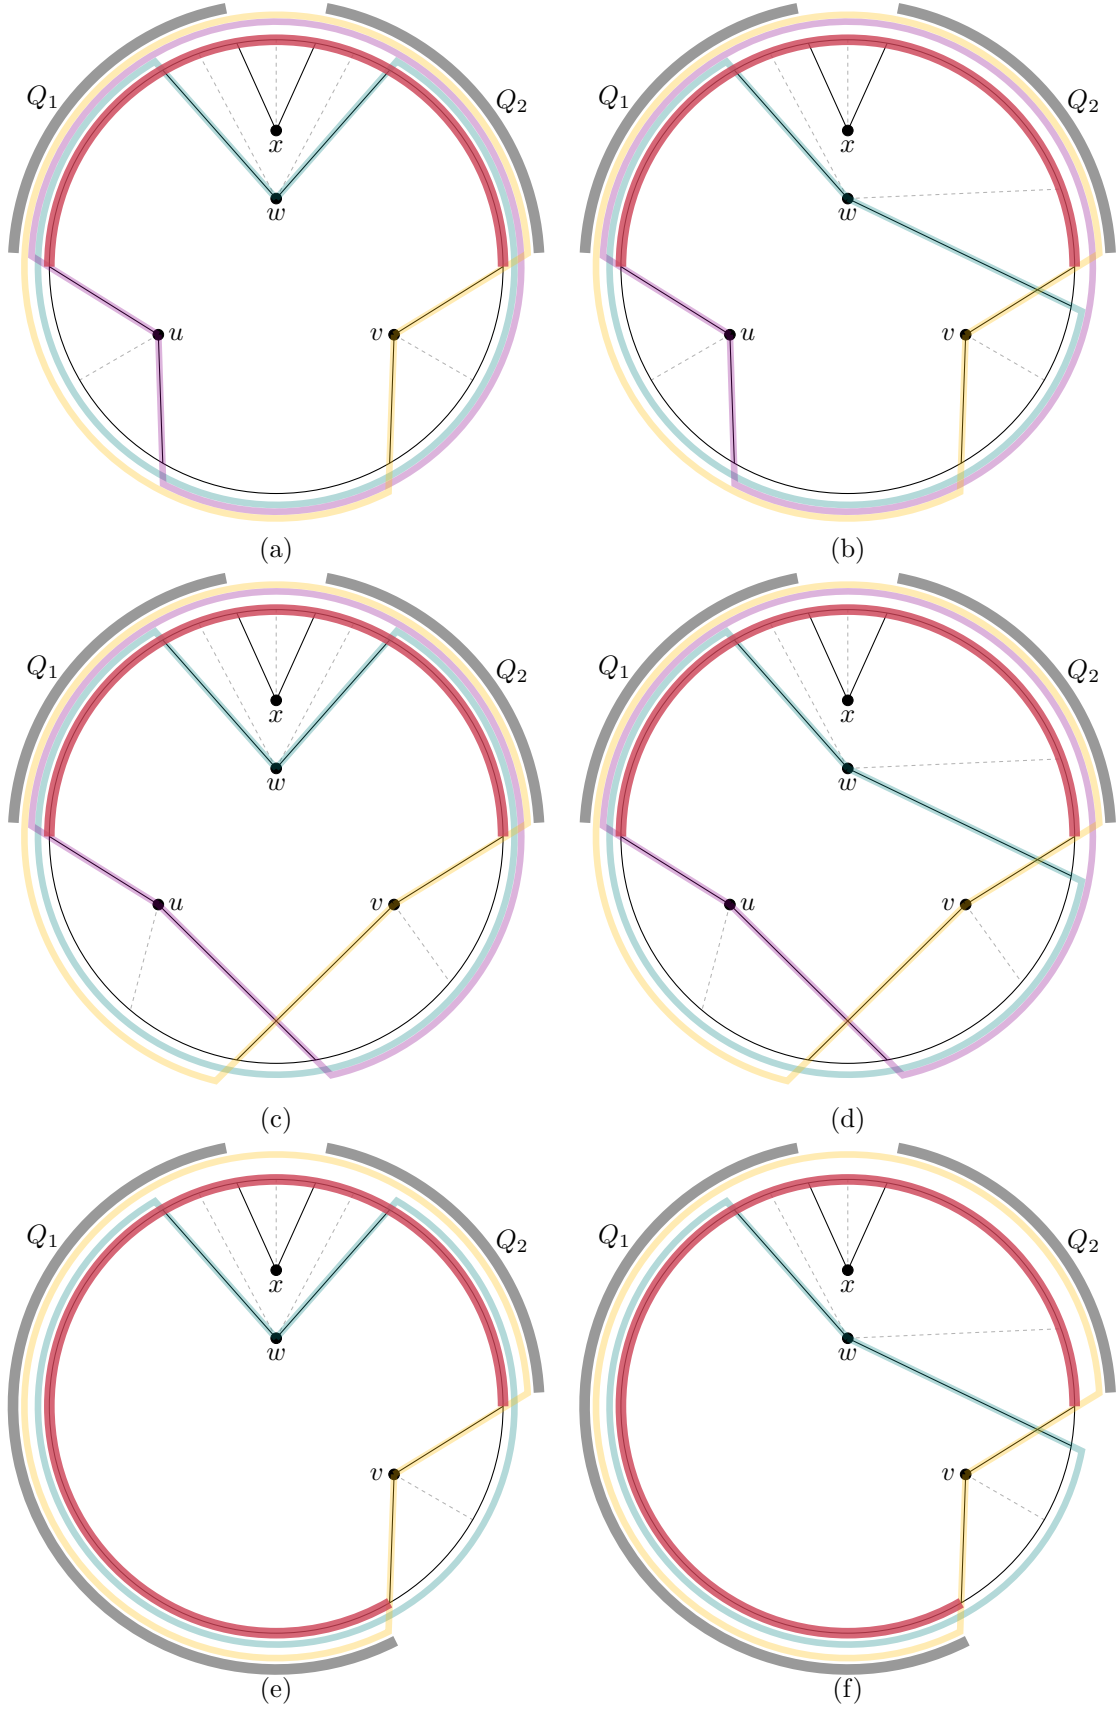 Q1 Q2 Q1 Q2
x x
w w
u v u v
(a) (b)
Q1 Q2 Q1 Q2
x x
w w
u v u v
(c) (d)
Q1 Q2 Q1 Q2
x x
w w
v v
(e) (f)